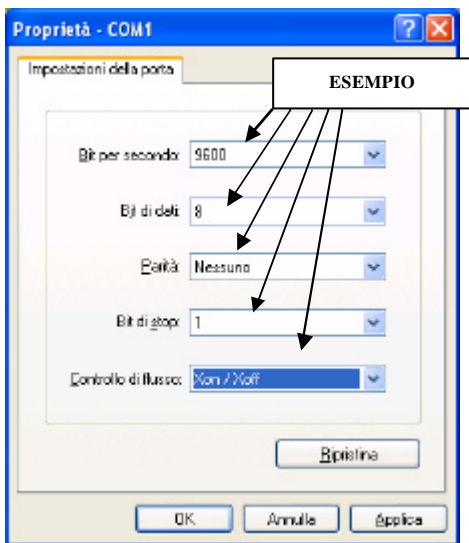 Proprietà - COM1
Impostazioni della porta
ESEMPIO
Bit per secondo: 9600
Bit di dati: 8
Parità: Nessuno
Bit di stop: 1
Controllo di flusso: Xon / Xoff
Ripristina
OK Annulla Applica